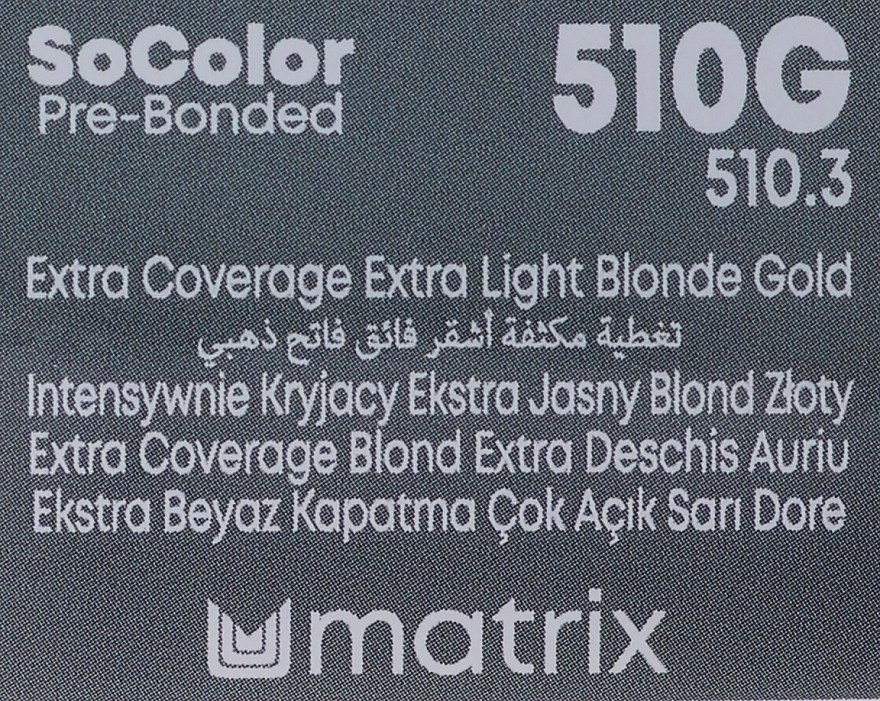 SoColor
Pre-Bonded
510G
510.3
Extra Coverage Extra Light Blonde Gold
تغطية مكثفة أشقر فائق فاتح ذهبي
Intensywnie Kryjacy Ekstra Jasny Blond Złoty
Extra Coverage Blond Extra Deschis Auriu
Ekstra Beyaz Kapatma Çok Açık Sarı Dore
matrix